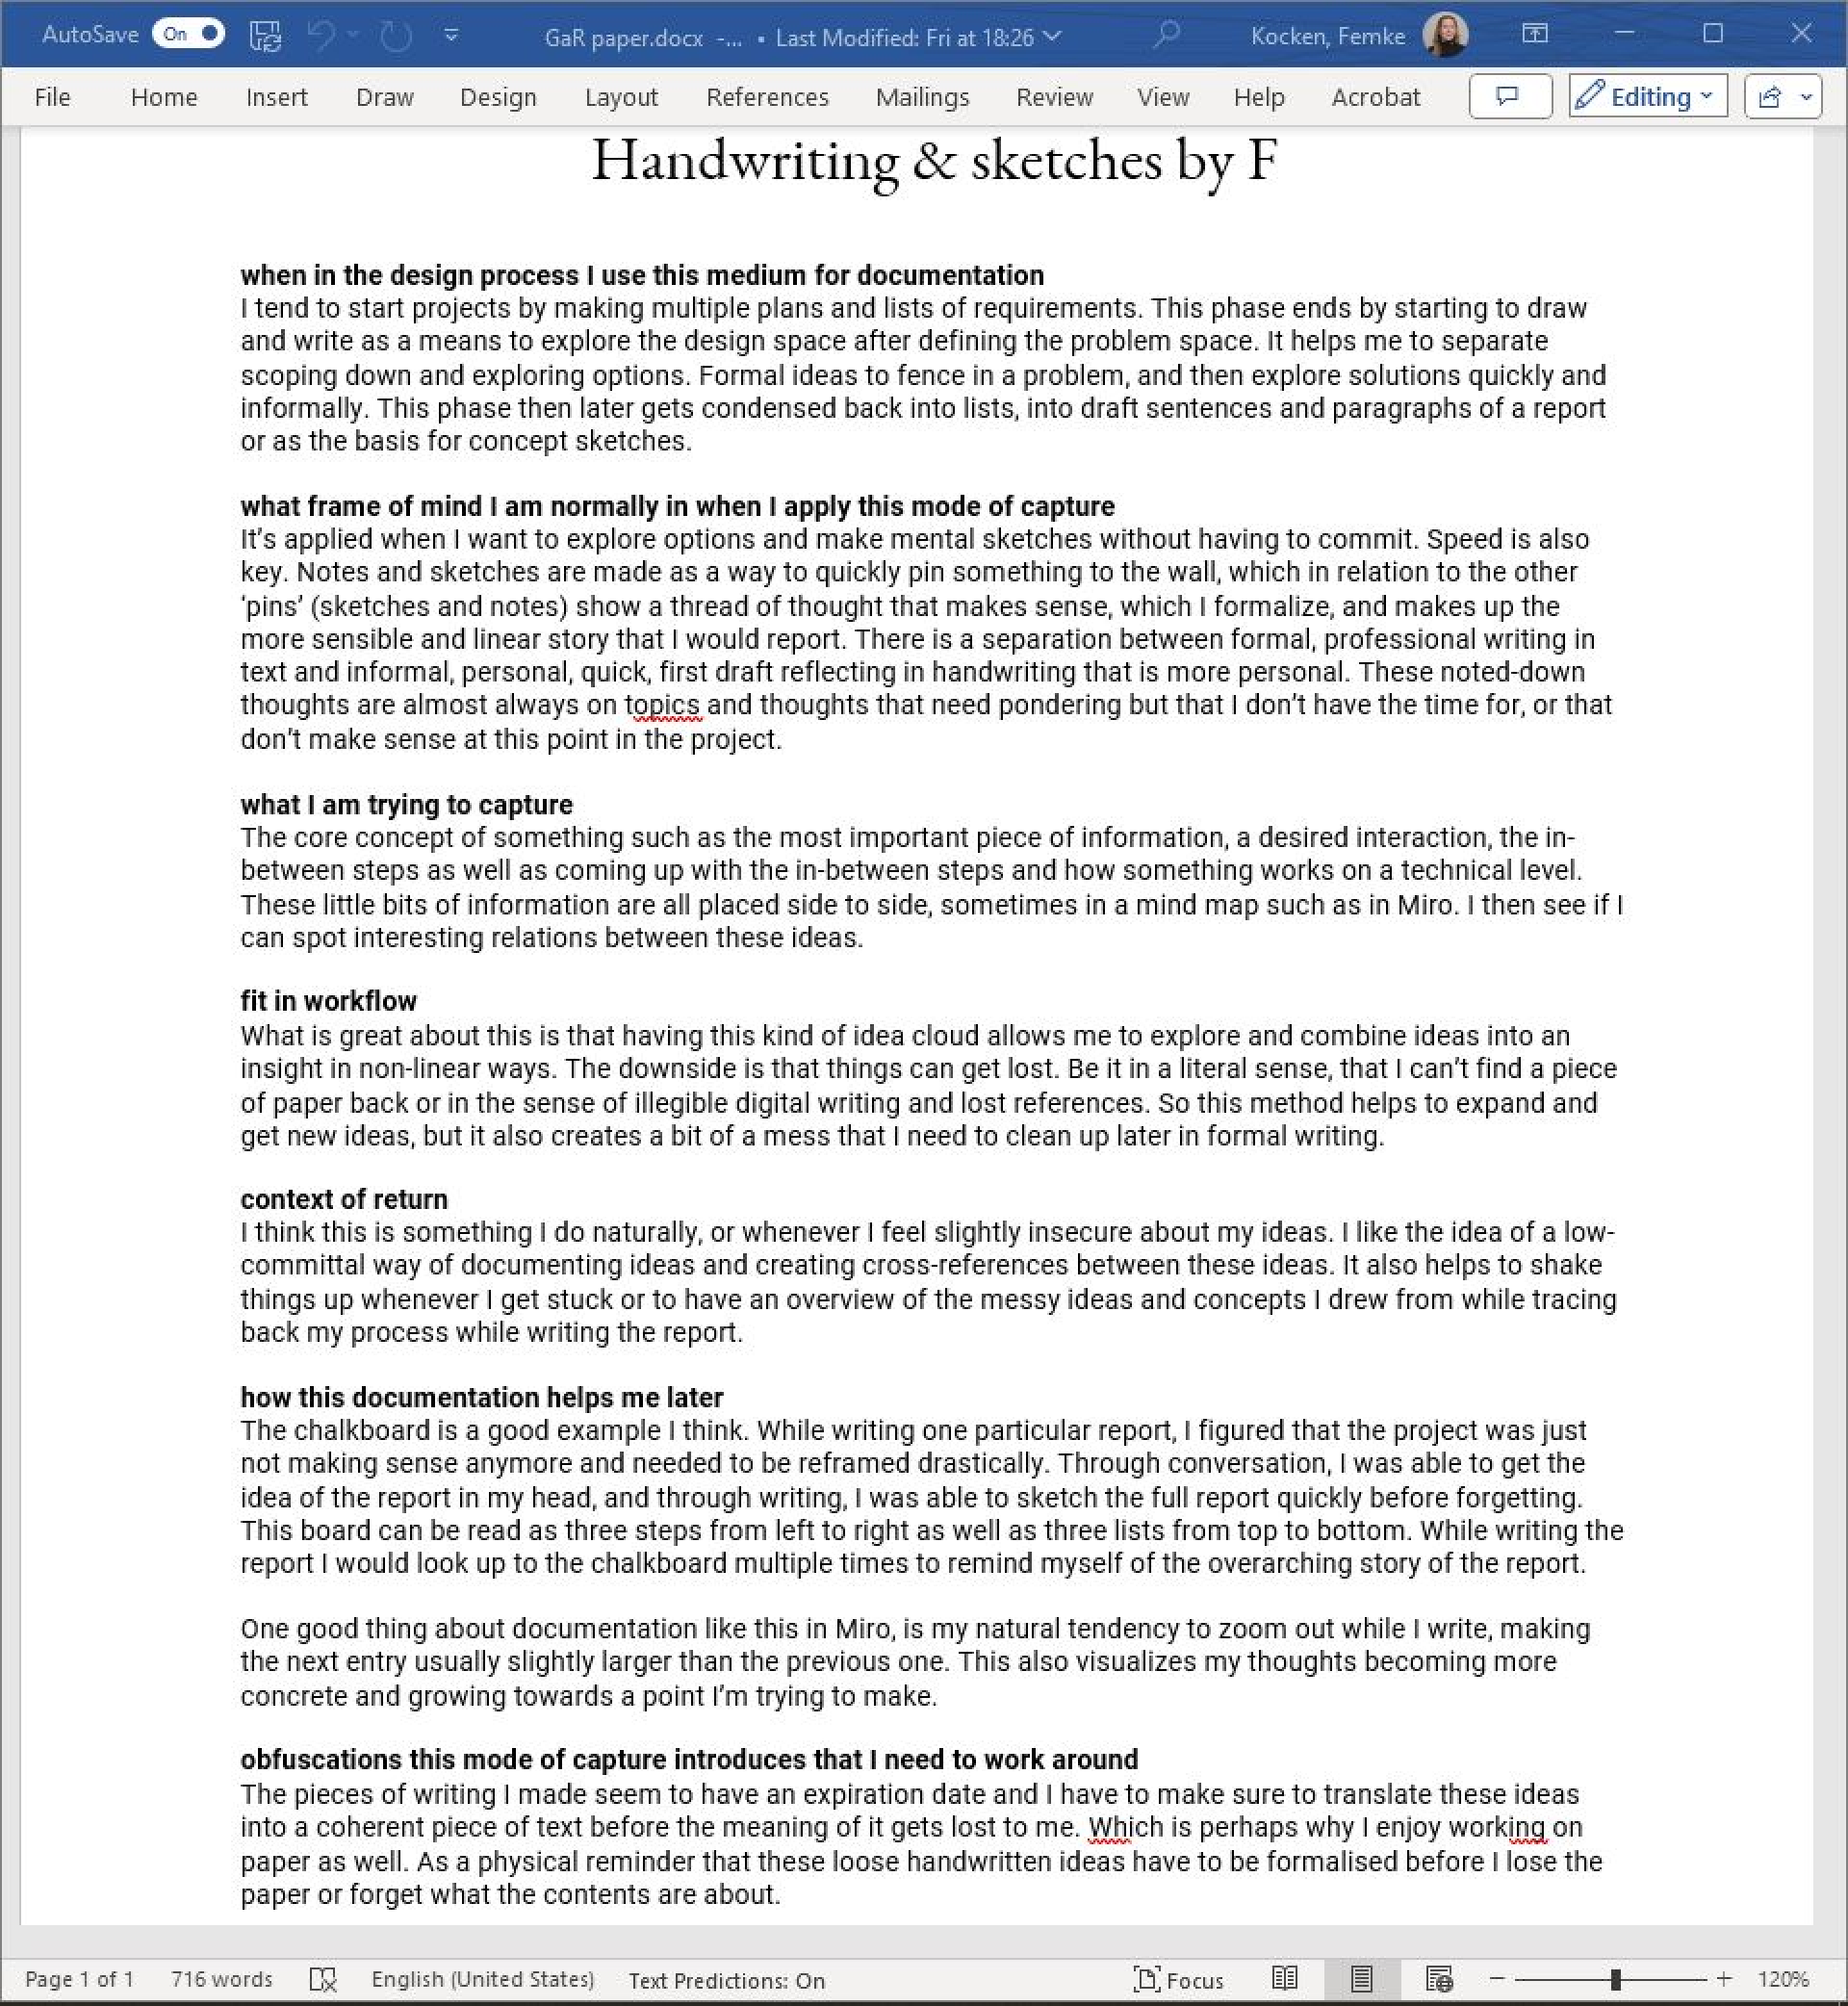 AutoSave On GaR paper.docx -... • Last Modified: Fri at 18:26 Kocken, Femke
File Home Insert Draw Design Layout References Mailings Review View Help Acrobat Editing
Handwriting & sketches by F
when in the design process I use this medium for documentation
I tend to start projects by making multiple plans and lists of requirements. This phase ends by starting to draw
and write as a means to explore the design space after defining the problem space. It helps me to separate
scoping down and exploring options. Formal ideas to fence in a problem, and then explore solutions quickly and
informally. This phase then later gets condensed back into lists, into draft sentences and paragraphs of a report
or as the basis for concept sketches.
what frame of mind I am normally in when I apply this mode of capture
It’s applied when I want to explore options and make mental sketches without having to commit. Speed is also
key. Notes and sketches are made as a way to quickly pin something to the wall, which in relation to the other
‘pins’ (sketches and notes) show a thread of thought that makes sense, which I formalize, and makes up the
more sensible and linear story that I would report. There is a separation between formal, professional writing in
text and informal, personal, quick, first draft reflecting in handwriting that is more personal. These noted-down
thoughts are almost always on topics and thoughts that need pondering but that I don’t have the time for, or that
don’t make sense at this point in the project.
what I am trying to capture
The core concept of something such as the most important piece of information, a desired interaction, the in-
between steps as well as coming up with the in-between steps and how something works on a technical level.
These little bits of information are all placed side to side, sometimes in a mind map such as in Miro. I then see if I
can spot interesting relations between these ideas.
fit in workflow
What is great about this is that having this kind of idea cloud allows me to explore and combine ideas into an
insight in non-linear ways. The downside is that things can get lost. Be it in a literal sense, that I can’t find a piece
of paper back or in the sense of illegible digital writing and lost references. So this method helps to expand and
get new ideas, but it also creates a bit of a mess that I need to clean up later in formal writing.
context of return
I think this is something I do naturally, or whenever I feel slightly insecure about my ideas. I like the idea of a low-
committal way of documenting ideas and creating cross-references between these ideas. It also helps to shake
things up whenever I get stuck or to have an overview of the messy ideas and concepts I drew from while tracing
back my process while writing the report.
how this documentation helps me later
The chalkboard is a good example I think. While writing one particular report, I figured that the project was just
not making sense anymore and needed to be reframed drastically. Through conversation, I was able to get the
idea of the report in my head, and through writing, I was able to sketch the full report quickly before forgetting.
This board can be read as three steps from left to right as well as three lists from top to bottom. While writing the
report I would look up to the chalkboard multiple times to remind myself of the overarching story of the report.
One good thing about documentation like this in Miro, is my natural tendency to zoom out while I write, making
the next entry usually slightly larger than the previous one. This also visualizes my thoughts becoming more
concrete and growing towards a point I’m trying to make.
obfuscations this mode of capture introduces that I need to work around
The pieces of writing I made seem to have an expiration date and I have to make sure to translate these ideas
into a coherent piece of text before the meaning of it gets lost to me. Which is perhaps why I enjoy working on
paper as well. As a physical reminder that these loose handwritten ideas have to be formalised before I lose the
paper or forget what the contents are about.
Page 1 of 1 716 words English (United States) Text Predictions: On Focus 120%